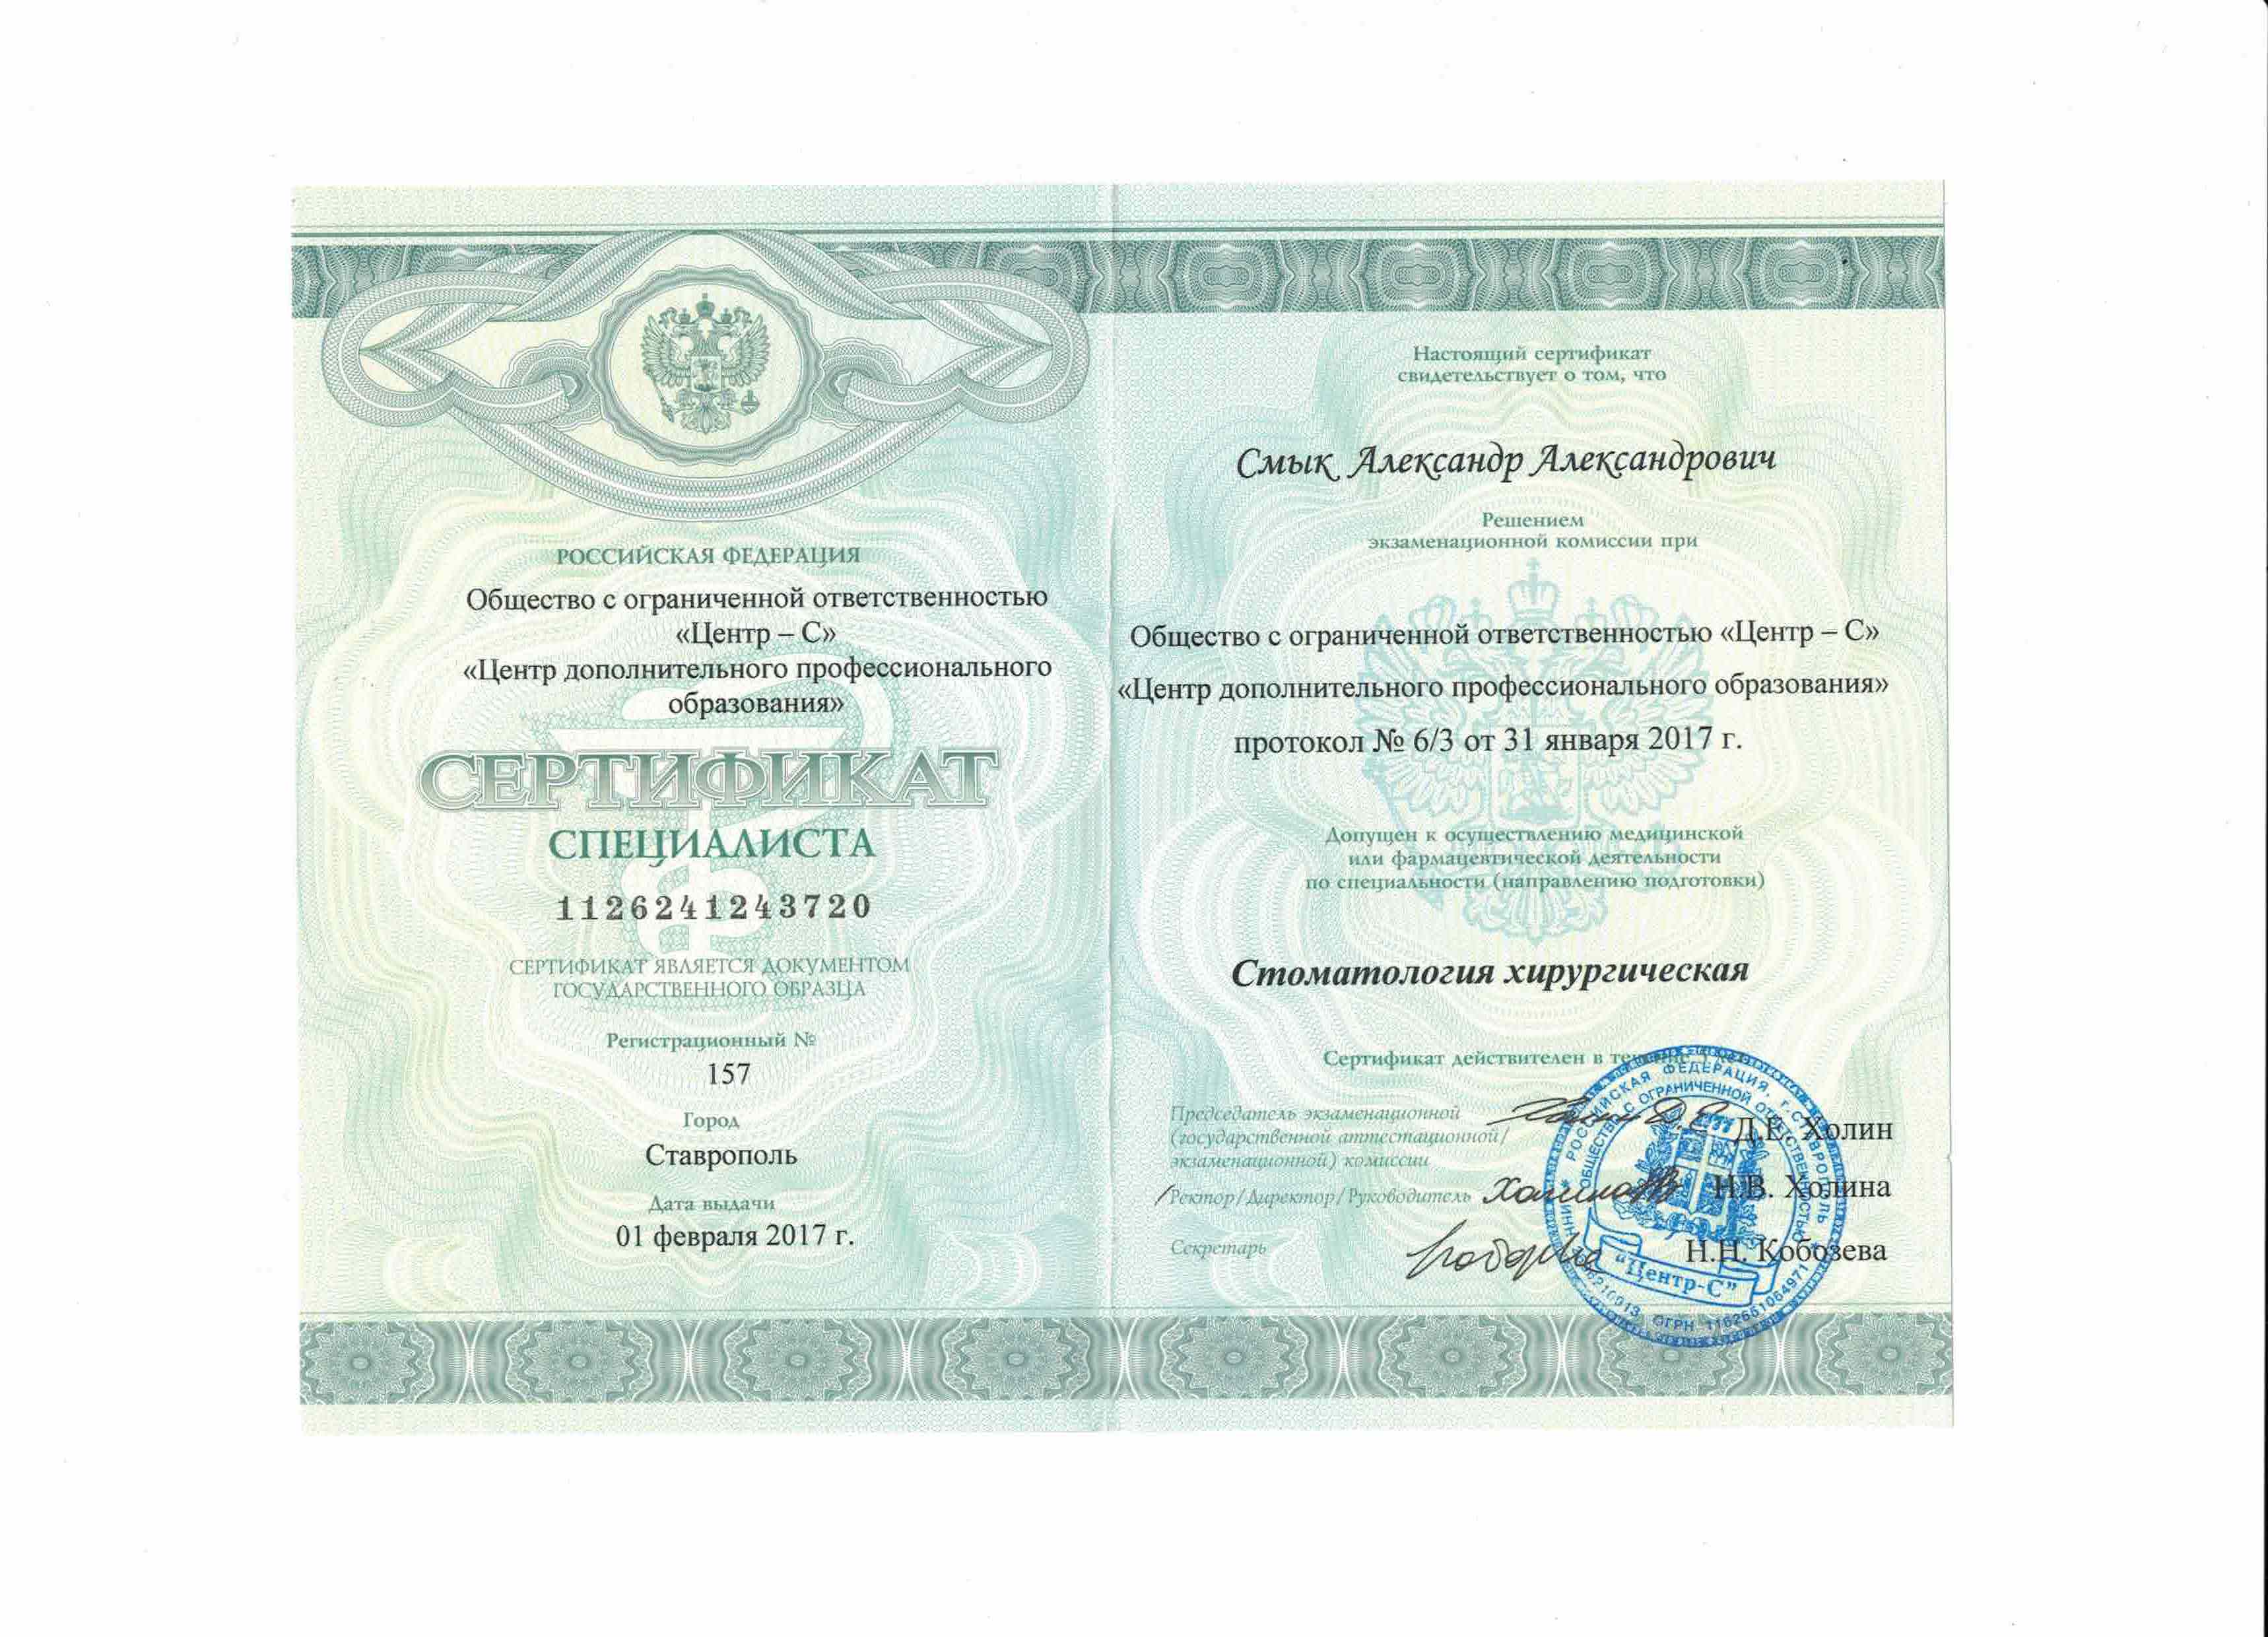 РОССИЙСКАЯ ФЕДЕРАЦИЯ
Общество с ограниченной ответственностью
«Центр – С»
«Центр дополнительного профессионального
образования»
СЕРТИФИКАТ
СПЕЦИАЛИСТА
1126241243720
СЕРТИФИКАТ ЯВЛЯЕТСЯ ДОКУМЕНТОМ
ГОСУДАРСТВЕННОГО ОБРАЗЦА
Регистрационный №
157
Город
Ставрополь
Дата выдачи
01 февраля 2017 г.
Настоящий сертификат
свидетельствует о том, что
Смык Александр Александрович
Решением
экзаменационной комиссии при
Общество с ограниченной ответственностью «Центр – С»
«Центр дополнительного профессионального образования»
протокол № 6/3 от 31 января 2017 г.
Допущен к осуществлению медицинской
или фармацевтической деятельности
по специальности (направлению подготовки)
Стоматология хирургическая
Сертификат действителен в течение 5 лет
Председатель экзаменационной
(государственной аттестационной/
экзаменационной) комиссии
Д.Е. Холин
Ректор/Директор/Руководитель
Н.В. Холина
Секретарь
Н.Н. Кобозева
РОССИЙСКАЯ ФЕДЕРАЦИЯ, г. СТАВРОПОЛЬ
ОБЩЕСТВО С ОГРАНИЧЕННОЙ ОТВЕТСТВЕННОСТЬЮ
"Центр-С"
ОГРН 1162651064971